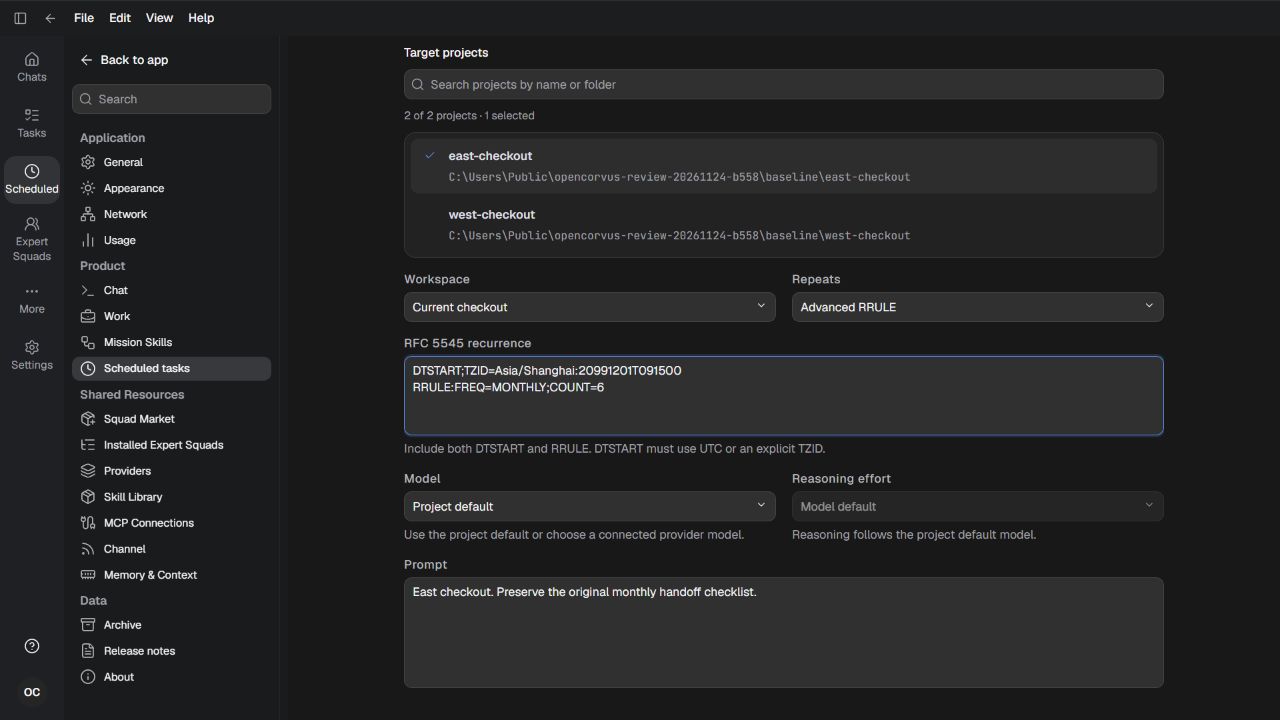 File Edit View Help
Chats
Tasks
Scheduled
Expert
Squads
More
Settings
OC
Back to app
Search
Application
General
Appearance
Network
Usage
Product
Chat
Work
Mission Skills
Scheduled tasks
Shared Resources
Squad Market
Installed Expert Squads
Providers
Skill Library
MCP Connections
Channel
Memory & Context
Data
Archive
Release notes
About
Target projects
Search projects by name or folder
2 of 2 projects · 1 selected
east-checkout
C:\Users\Public\opencorvus-review-20261124-b558\baseline\east-checkout
west-checkout
C:\Users\Public\opencorvus-review-20261124-b558\baseline\west-checkout
Workspace
Current checkout
Repeats
Advanced RRULE
RFC 5545 recurrence
DTSTART;TZID=Asia/Shanghai:20991201T091500
RRULE:FREQ=MONTHLY;COUNT=6
Include both DTSTART and RRULE. DTSTART must use UTC or an explicit TZID.
Model
Project default
Use the project default or choose a connected provider model.
Reasoning effort
Model default
Reasoning follows the project default model.
Prompt
East checkout. Preserve the original monthly handoff checklist.